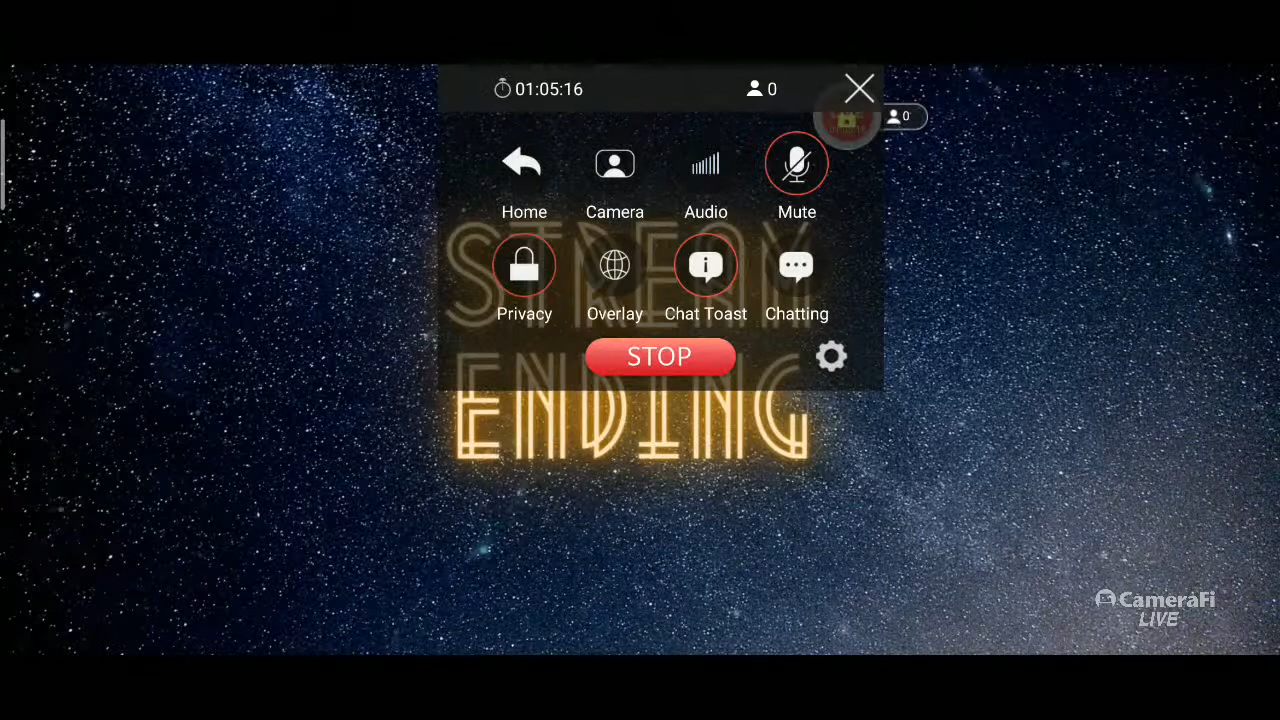 01:05:16
0
0
Home
Camera
Audio
Mute
STREAM
Privacy
Overlay
Chat Toast
Chatting
STOP
ENDING
CameraFi
LIVE